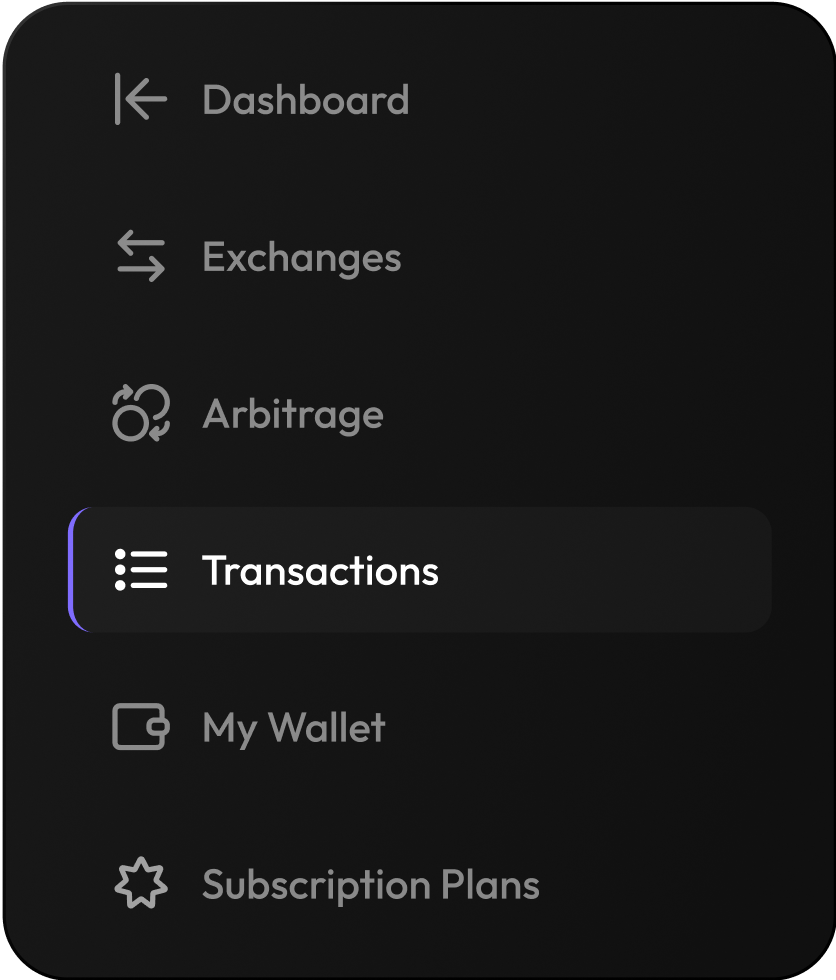 Dashboard
Exchanges
Arbitrage
Transactions
My Wallet
Subscription Plans